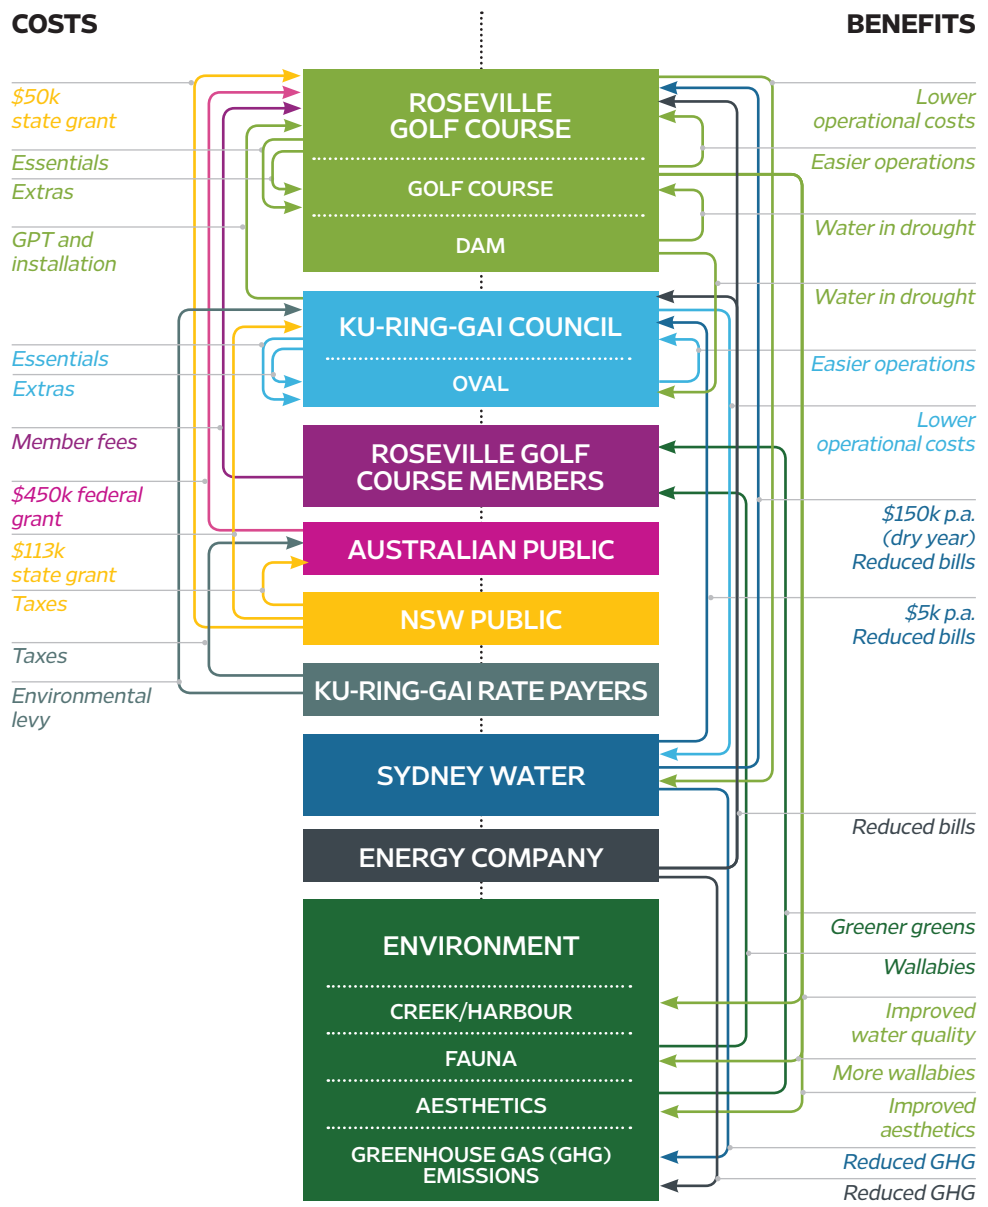 COSTS
BENEFITS
$50k
state grant
Essentials
Extras
GPT and
installation
Essentials
Extras
Member fees
$450k federal
grant
$113k
state grant
Taxes
Taxes
Environmental
levy
ROSEVILLE
GOLF COURSE
GOLF COURSE
DAM
KU-RING-GAI COUNCIL
OVAL
ROSEVILLE GOLF
COURSE MEMBERS
AUSTRALIAN PUBLIC
NSW PUBLIC
KU-RING-GAI RATE PAYERS
SYDNEY WATER
ENERGY COMPANY
ENVIRONMENT
CREEK/HARBOUR
FAUNA
AESTHETICS
GREENHOUSE GAS (GHG)
EMISSIONS
Lower
operational costs
Easier operations
Water in drought
Water in drought
Easier operations
Lower
operational costs
$150k p.a.
(dry year)
Reduced bills
$5k p.a.
Reduced bills
Reduced bills
Greener greens
Wallabies
Improved
water quality
More wallabies
Improved
aesthetics
Reduced GHG
Reduced GHG